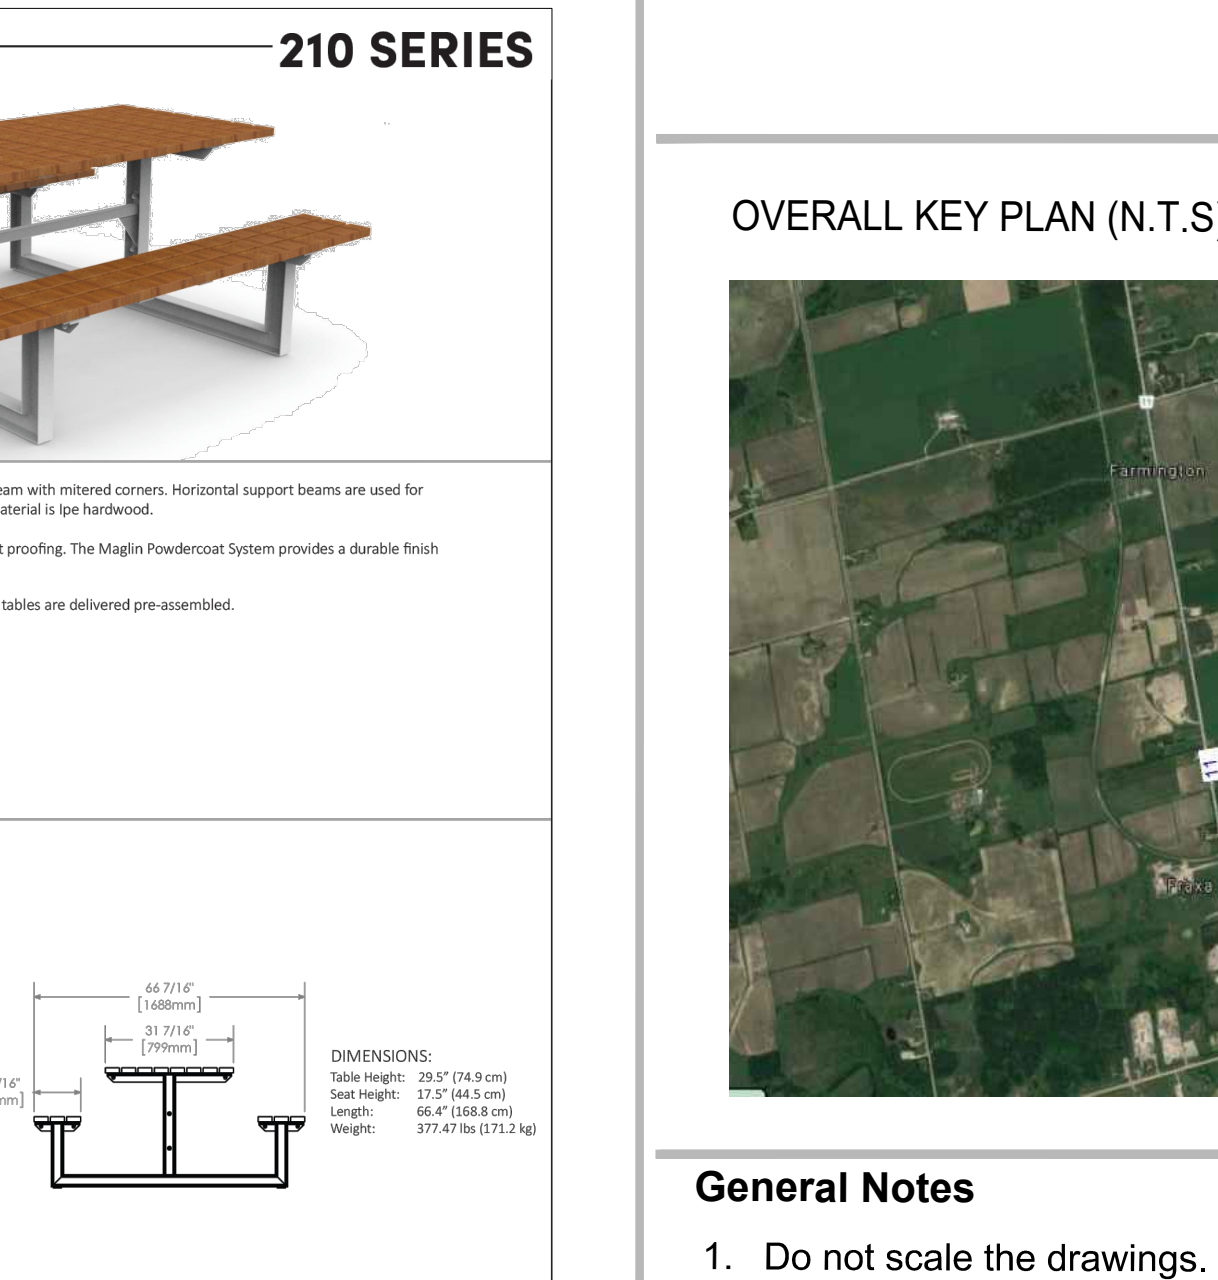 210 SERIES
eam with mitered corners. Horizontal support beams are used for
aterial is Ipe hardwood.
t proofing. The Maglin Powdercoat System provides a durable finish
tables are delivered pre-assembled.
66 7/16"
[1688mm]
31 7/16"
[799mm]
/16"
mm]
DIMENSIONS:
Table Height: 29.5" (74.9 cm)
Seat Height: 17.5" (44.5 cm)
Length: 66.4" (168.8 cm)
Weight: 377.47 lbs (171.2 kg)
OVERALL KEY PLAN (N.T.S)
11
Farmington
11
Fraxa
General Notes
1. Do not scale the drawings.